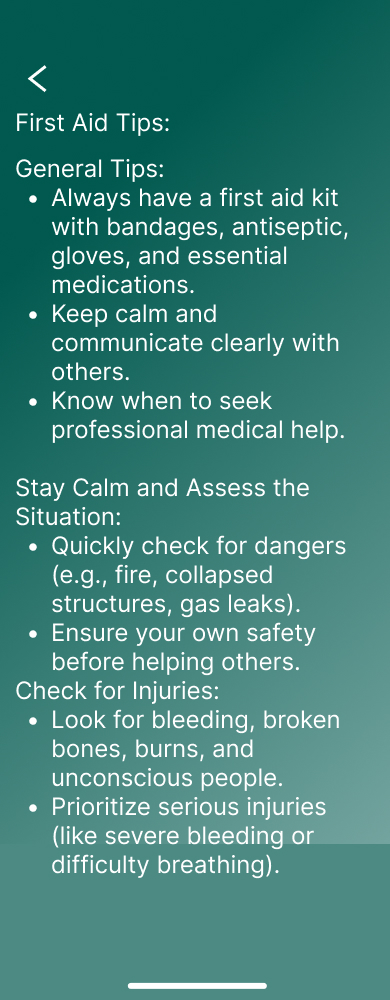 First Aid Tips:
General Tips:
• Always have a first aid kit
with bandages, antiseptic,
gloves, and essential
medications.
• Keep calm and
communicate clearly with
others.
• Know when to seek
professional medical help.
Stay Calm and Assess the
Situation:
• Quickly check for dangers
(e.g., fire, collapsed
structures, gas leaks).
• Ensure your own safety
before helping others.
Check for Injuries:
• Look for bleeding, broken
bones, burns, and
unconscious people.
• Prioritize serious injuries
(like severe bleeding or
difficulty breathing).